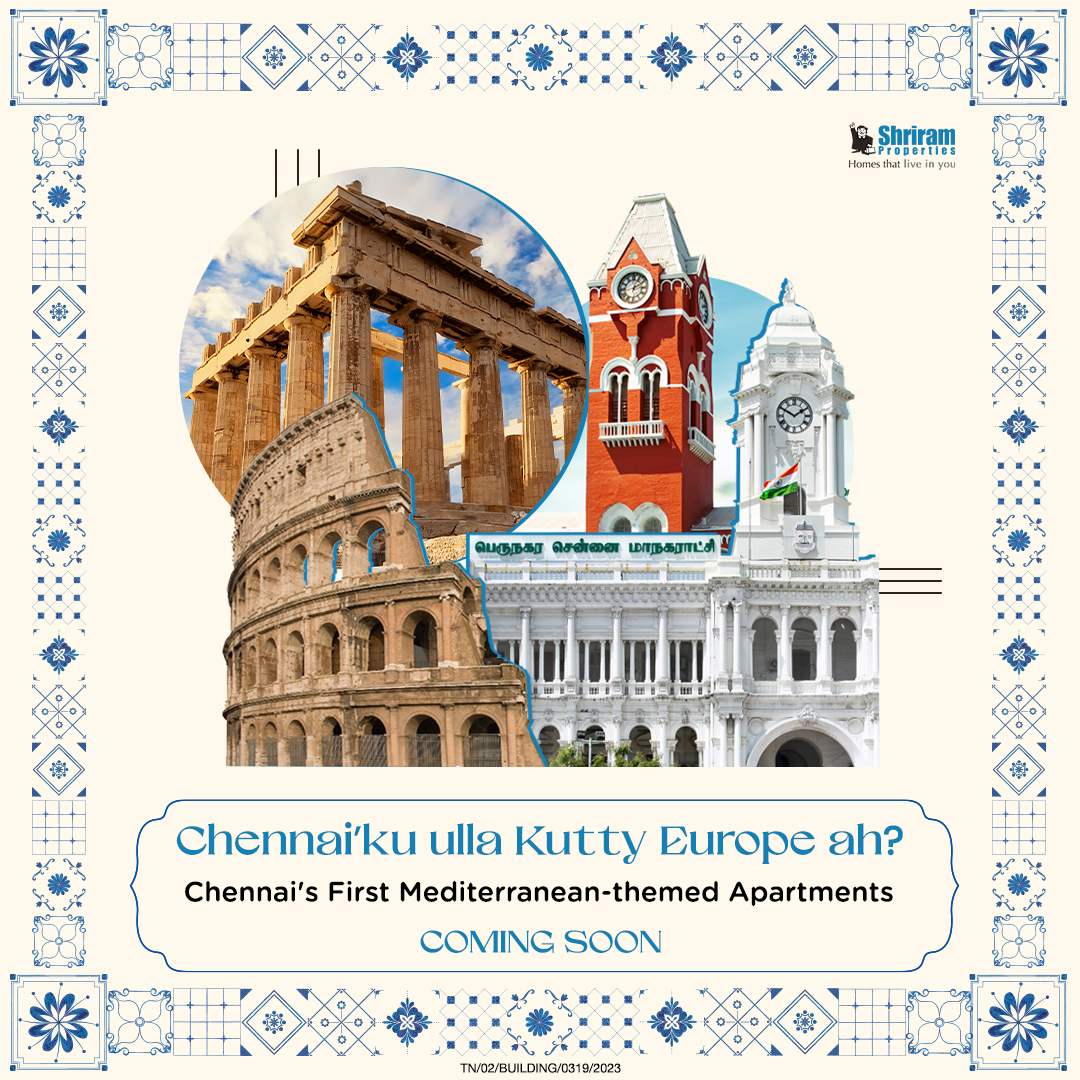 Shriram
Properties
Homes that live in you
பெருநகர சென்னை மாநகராட்சி
Chennai'ku ulla Kutty Europe ah?
Chennai's First Mediterranean-themed Apartments
COMING SOON
TN/02/BUILDING/0319/2023